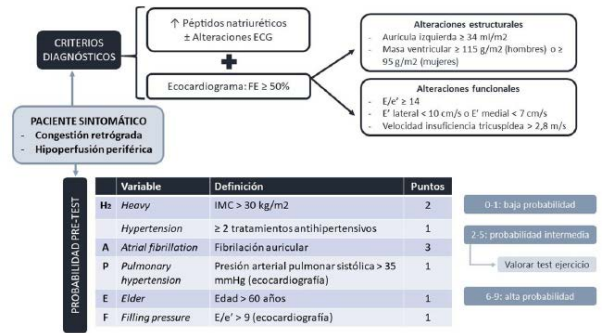 CRITERIOS
DIAGNÓSTICOS
↑ Péptidos natriuréticos
± Alteraciones ECG
Ecocardiograma: FE ≥ 50%
Alteraciones estructurales
- Aurícula izquierda ≥ 34 ml/m2
- Masa ventricular ≥ 115 g/m2 (hombres) o ≥
95 g/m2 (mujeres)
Alteraciones funcionales
- E/e' ≥ 14
- E' lateral < 10 cm/s o E' medial < 7 cm/s
- Velocidad insuficiencia tricuspidea > 2,8 m/s
PACIENTE SINTOMÁTICO
- Congestión retrógrada
- Hipoperfusión periférica
PROBABILIDAD PRE-TEST
Variable Definición Puntos
H2 Heavy IMC > 30 kg/m2 2
Hypertension ≥ 2 tratamientos antihipertensivos 1
A Atrial fibrillation Fibrilación auricular 3
P Pulmonary Presión arterial pulmonar sistólica > 35 1
hypertension mmHg (ecocardiografía)
E Elder Edad > 60 años 1
F Filling pressure E/e' > 9 (ecocardiografía) 1
0-1: baja probabilidad
2-5: probabilidad intermedia
Valorar test ejercicio
6-9: alta probabilidad